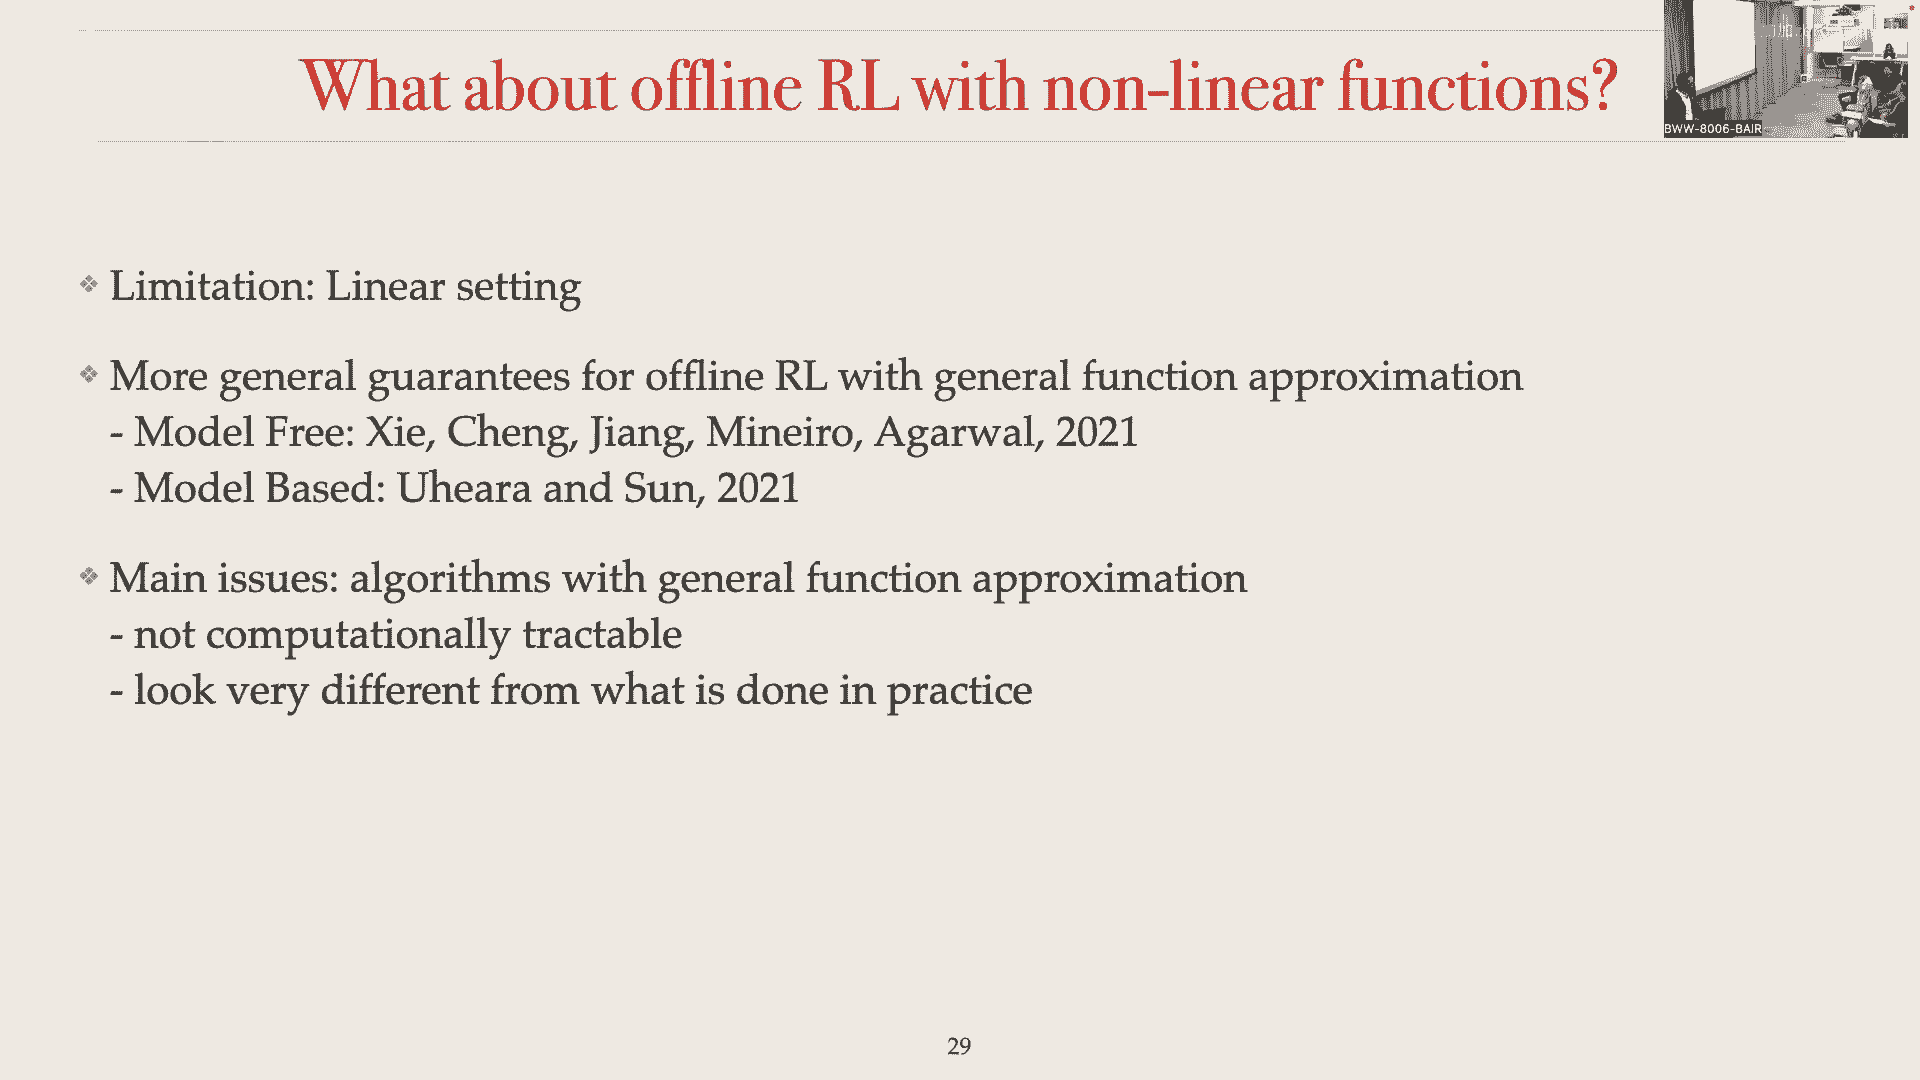 What about offline RL with non-linear functions?
BWW-8006-BAIR
Limitation: Linear setting
More general guarantees for offline RL with general function approximation
- Model Free: Xie, Cheng, Jiang, Mineiro, Agarwal, 2021
- Model Based: Uheara and Sun, 2021
Main issues: algorithms with general function approximation
- not computationally tractable
- look very different from what is done in practice
29